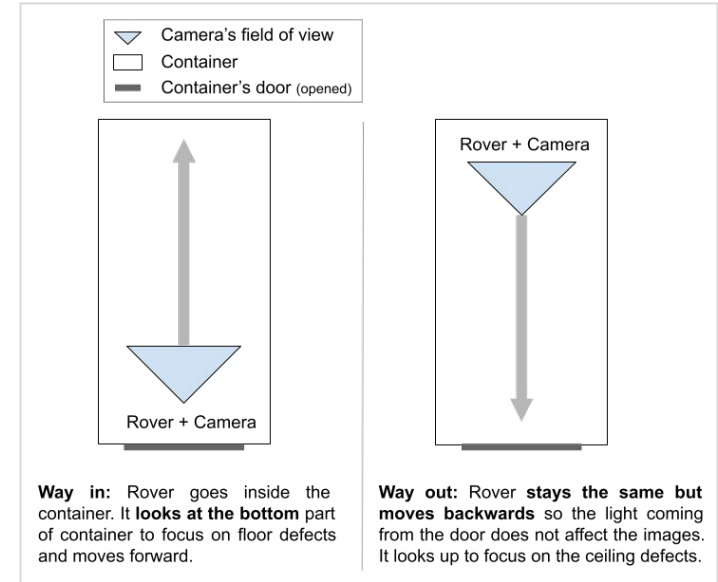 Camera's field of view
Container
Container's door (opened)
Rover + Camera
Way in: Rover goes inside the
container. It looks at the bottom part
of container to focus on floor defects
and moves forward.
Rover + Camera
Way out: Rover stays the same but
moves backwards so the light coming
from the door does not affect the images.
It looks up to focus on the ceiling defects.